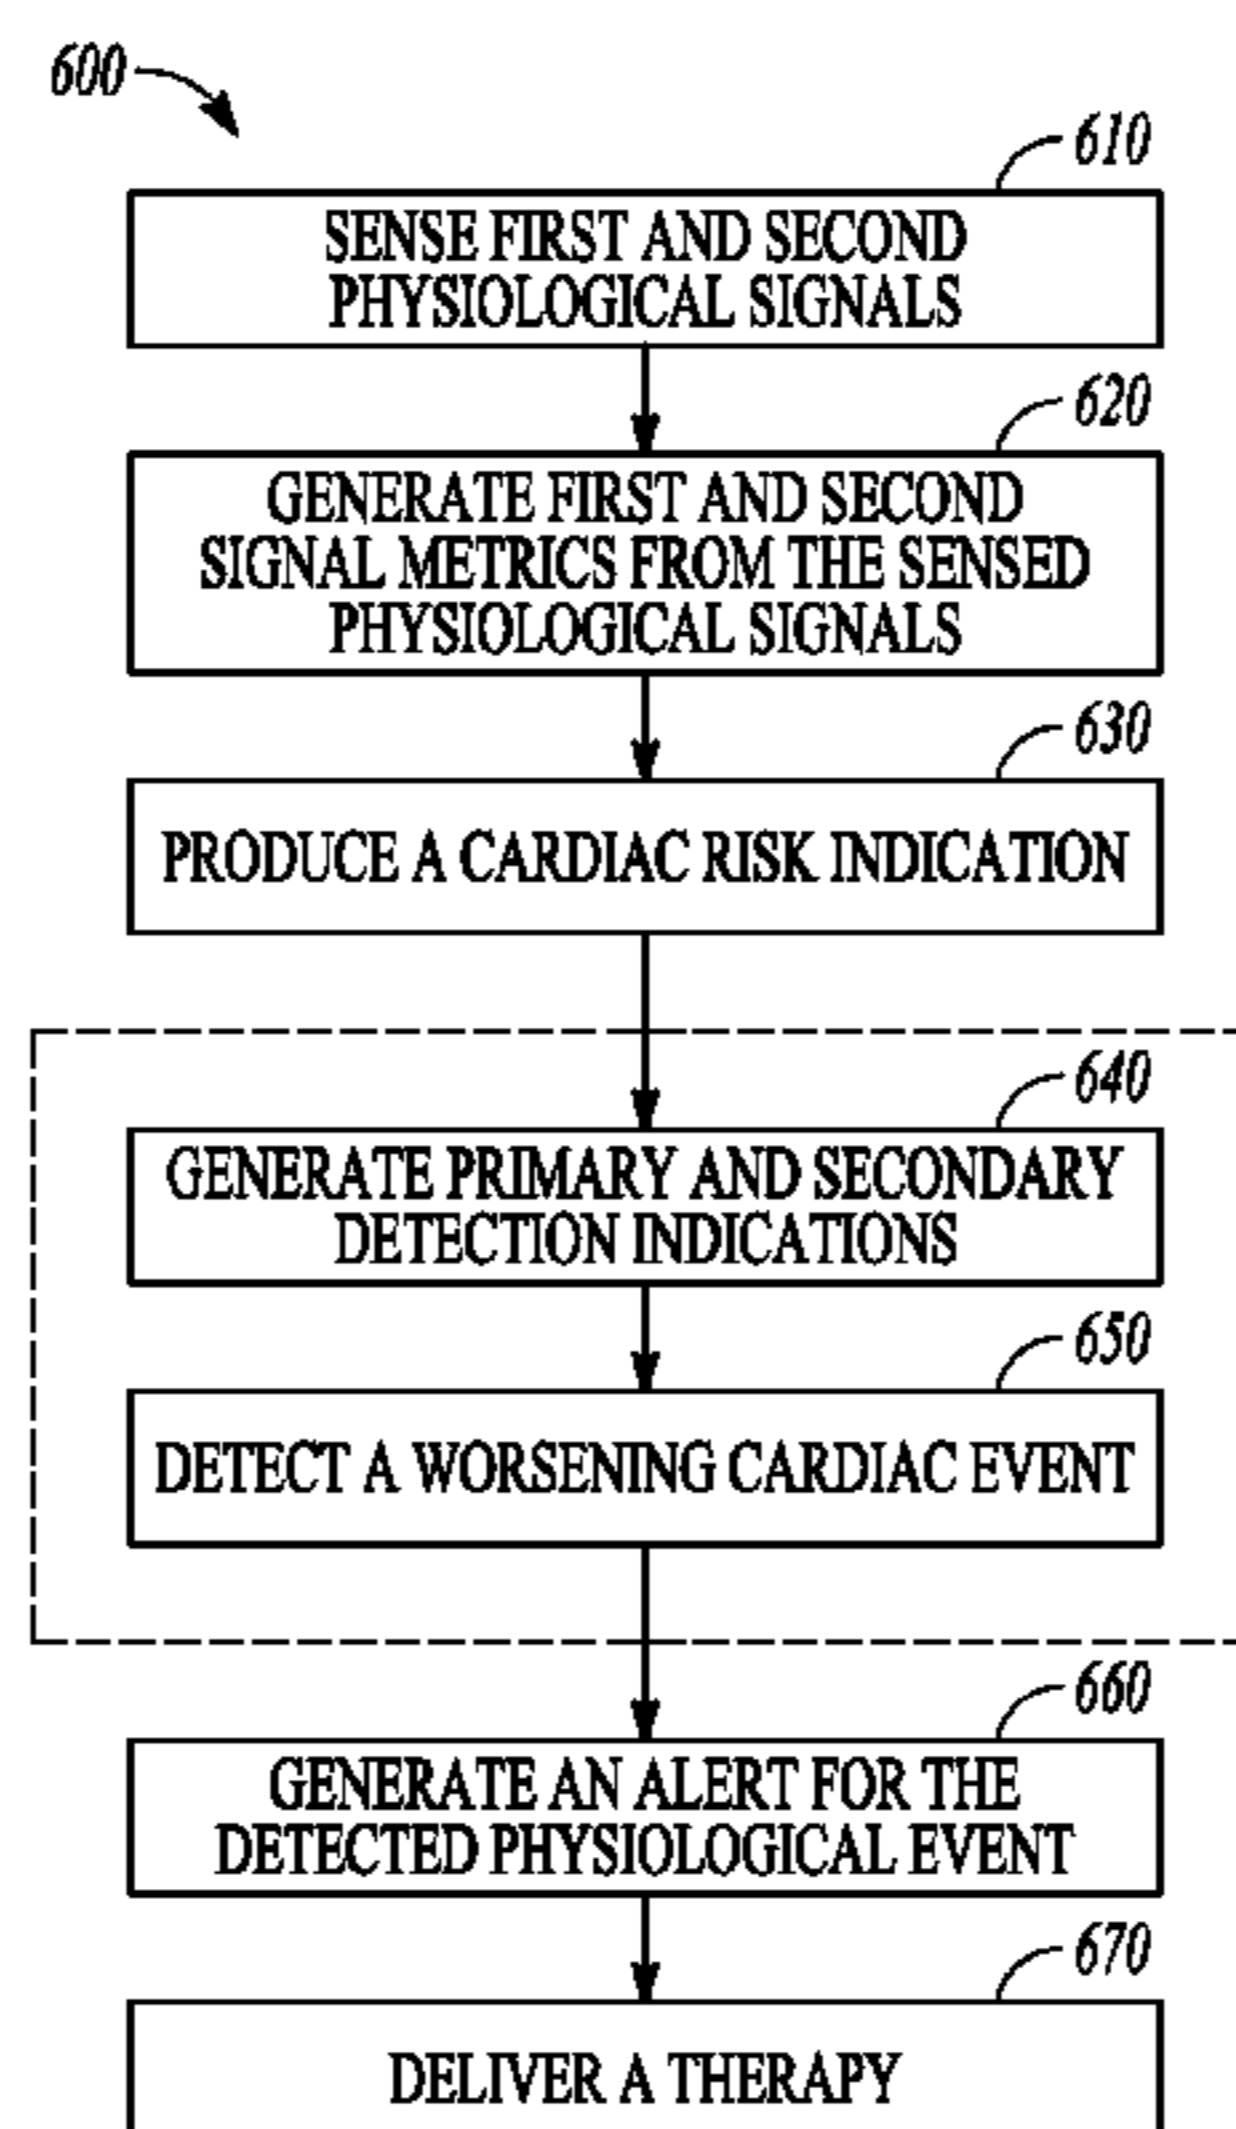 600
610
SENSE FIRST AND SECOND
PHYSIOLOGICAL SIGNALS
620
GENERATE FIRST AND SECOND
SIGNAL METRICS FROM THE SENSED
PHYSIOLOGICAL SIGNALS
630
PRODUCE A CARDIAC RISK INDICATION
640
GENERATE PRIMARY AND SECONDARY
DETECTION INDICATIONS
650
DETECT A WORSENING CARDIAC EVENT
660
GENERATE AN ALERT FOR THE
DETECTED PHYSIOLOGICAL EVENT
670
DELIVER A THERAPY